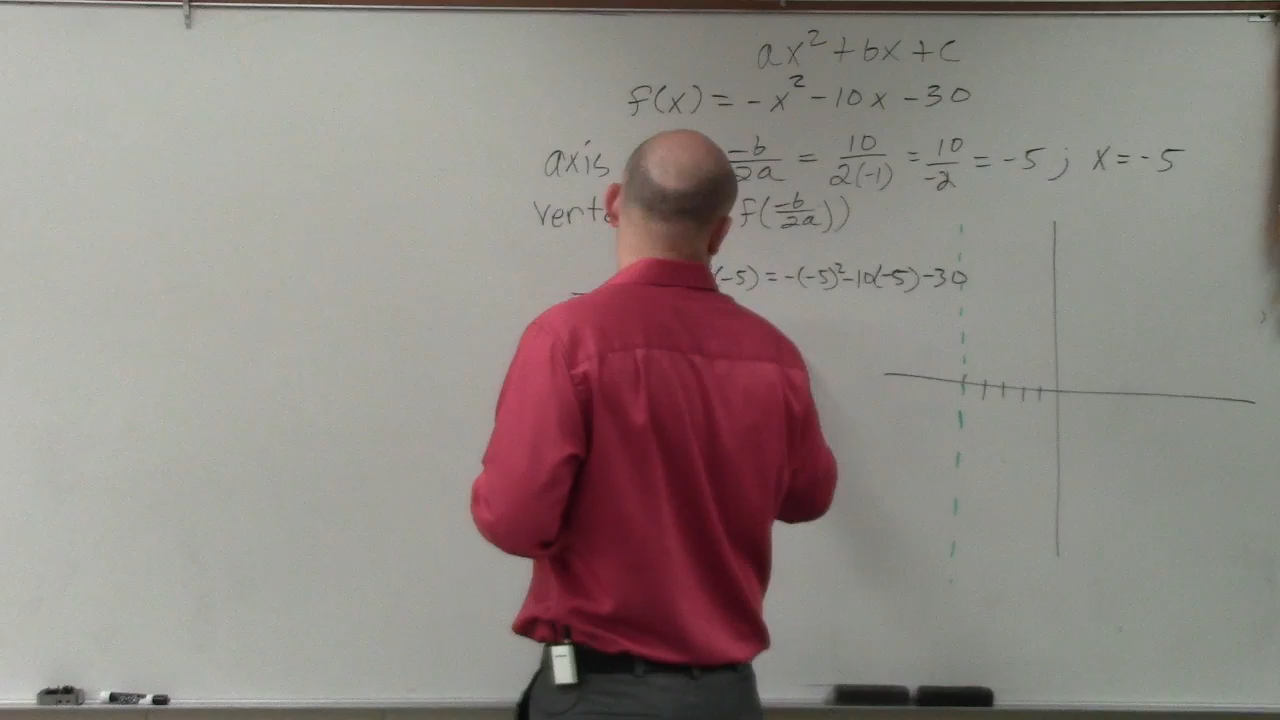 ax² + bx + c
f(x) = -x² - 10x - 30
axis -b/2a = 10/2(-1) = 10/-2 = -5 ; x = -5
f(-b/2a))
(-5) = -(-5)² - 10(-5) - 30